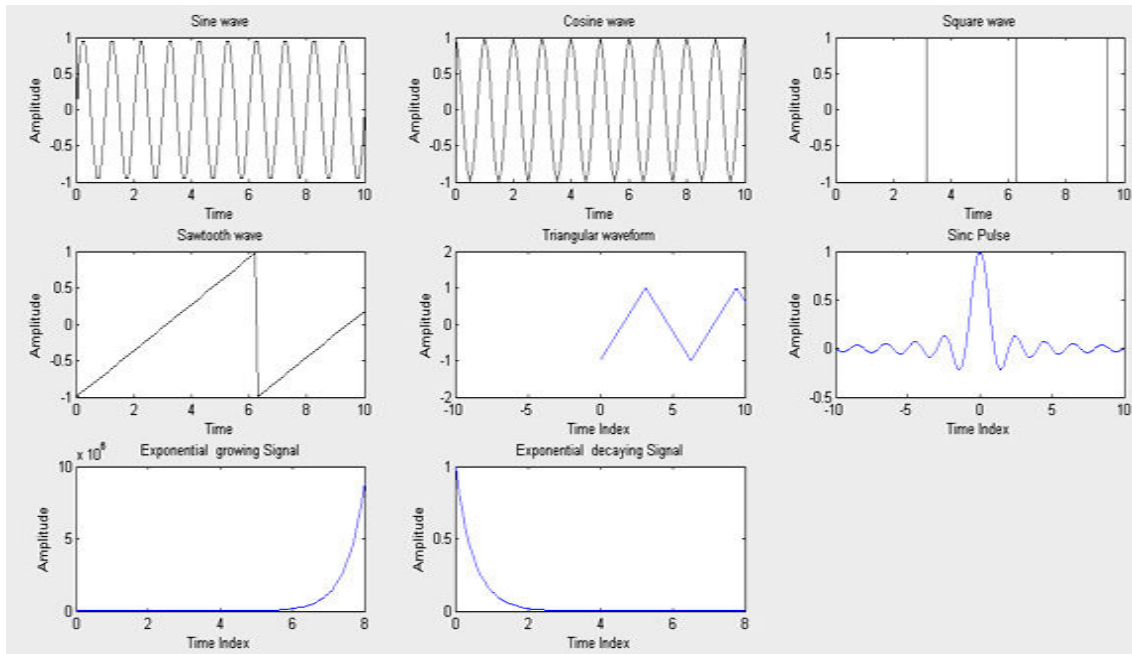 Sine wave
1
0.5
0
-0.5
-1
Amplitude
0 2 4 6 8 10
Time
Cosine wave
1
0.5
0
-0.5
-1
Amplitude
0 2 4 6 8 10
Time
Square wave
1
0.5
0
-0.5
-1
Amplitude
0 2 4 6 8 10
Time
Sawtooth wave
1
0.5
0
-0.5
-1
Amplitude
0 2 4 6 8 10
Time
Triangular waveform
2
1
0
-1
-2
Amplitude
-10 -5 0 5 10
Time Index
Sinc Pulse
1
0.5
0
-0.5
Amplitude
-10 -5 0 5 10
Time Index
x 10^6
Exponential growing Signal
10
5
0
Amplitude
0 2 4 6 8
Time Index
Exponential decaying Signal
1
0.5
0
Amplitude
0 2 4 6 8
Time Index